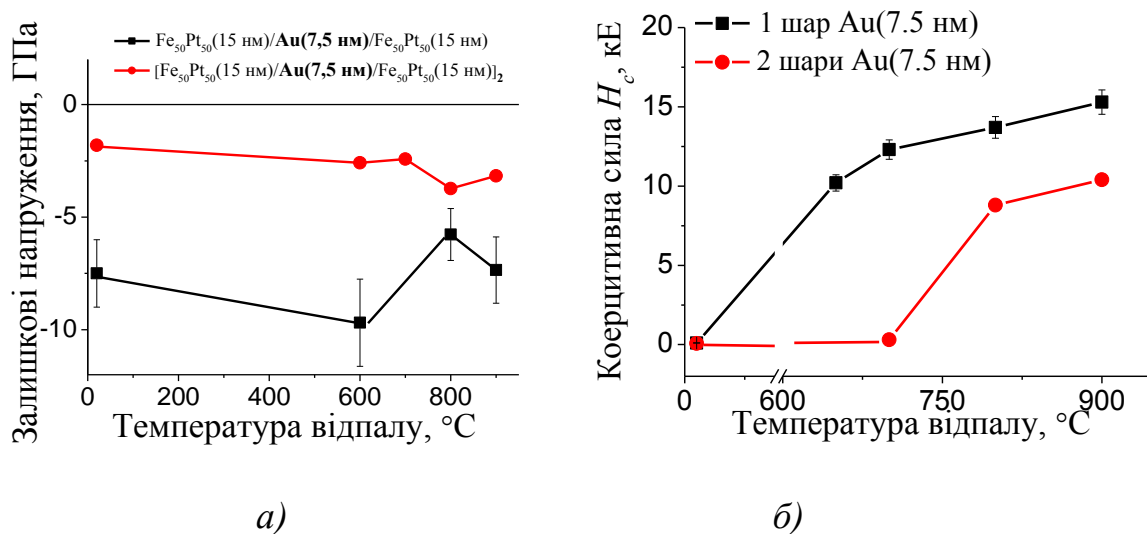 Залишкові напруження, ГПа
Fe₅₀Pt₅₀(15 нм)/Au(7,5 нм)/Fe₅₀Pt₅₀(15 нм)
[Fe₅₀Pt₅₀(15 нм)/Au(7,5 нм)/Fe₅₀Pt₅₀(15 нм)]₂
0
-5
-10
0 200 400 600 800
Температура відпалу, °C
а)
Коерцитивна сила Hc, кЕ
1 шар Au(7.5 нм)
2 шари Au(7.5 нм)
20
15
10
5
0
0 600 750 900
Температура відпалу, °C
б)